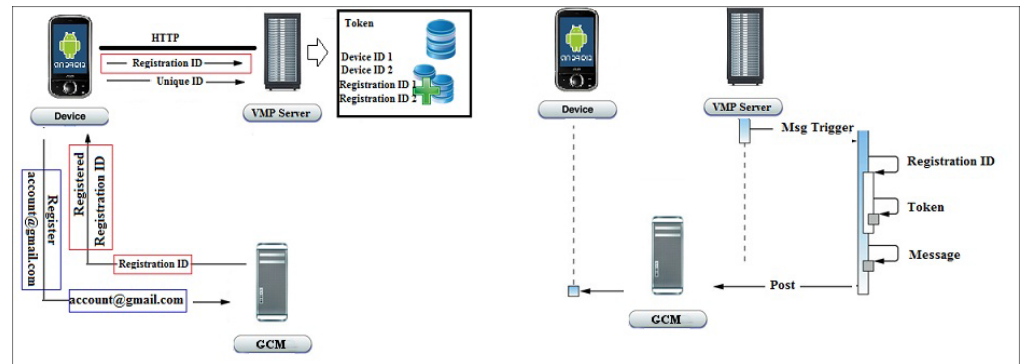 HTTP
Registration ID
Unique ID
ANDROID
Device
VMP Server
Token
Device ID 1
Device ID 2
Registration ID 1
Registration ID 2
Register
account@gmail.com
Registered
Registration ID
Registration ID
account@gmail.com
GCM
ANDROID
Device
VMP Server
Msg Trigger
Registration ID
Token
Message
Post
GCM